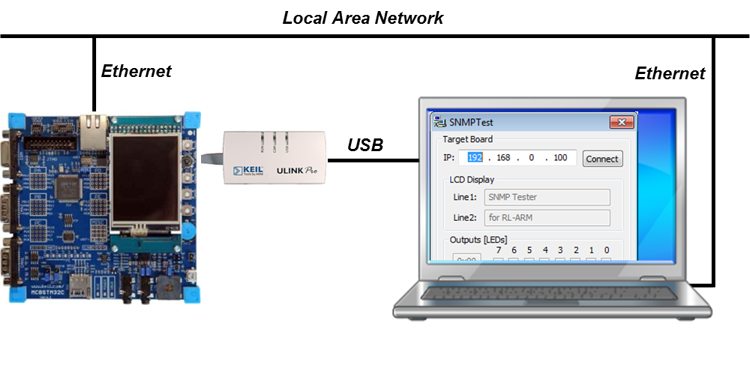 Local Area Network
Ethernet
Ethernet
USB
KEIL
ULINK Pro
MCBSTM32C
SNMPTest
Target Board
IP: 192 . 168 . 0 . 100 Connect
LCD Display
Line1: SNMP Tester
Line2: for RL-ARM
Outputs [LEDs]
7 6 5 4 3 2 1 0